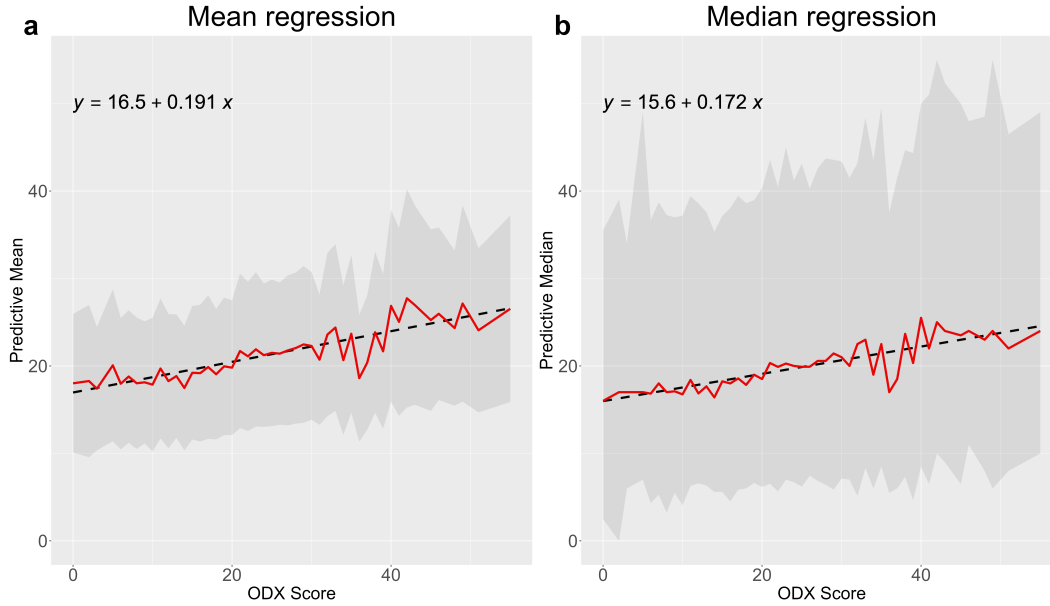 a
Mean regression
y = 16.5 + 0.191 x
40
20
0
0
20
40
Predictive Mean
ODX Score
b
Median regression
y = 15.6 + 0.172 x
40
20
0
0
20
40
Predictive Median
ODX Score